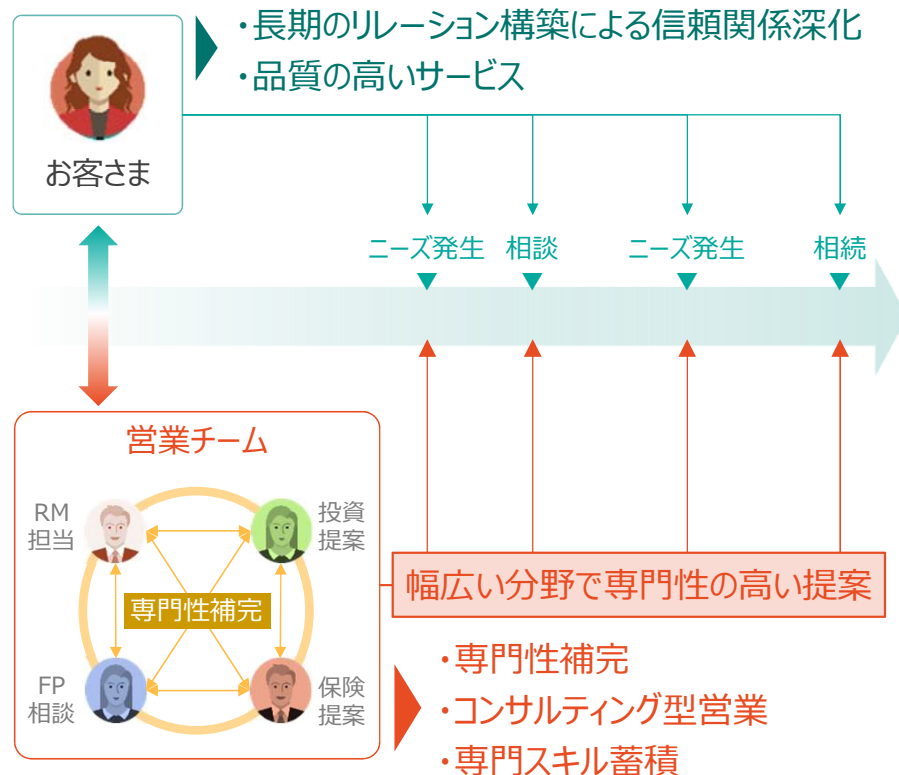 ・長期のリレーション構築による信頼関係深化
・品質の高いサービス
お客さま
ニーズ発生
相談
ニーズ発生
相続
営業チーム
RM
担当
投資
提案
専門性補完
FP
相談
保険
提案
幅広い分野で専門性の高い提案
・専門性補完
・コンサルティング型営業
・専門スキル蓄積